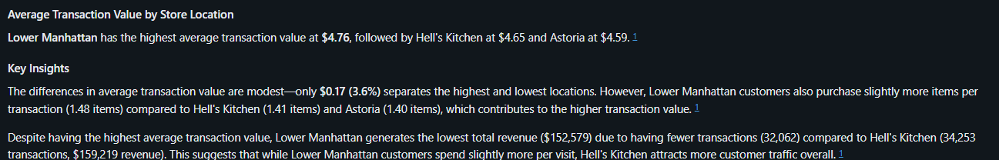 Average Transaction Value by Store Location
Lower Manhattan has the highest average transaction value at $4.76, followed by Hell's Kitchen at $4.65 and Astoria at $4.59. 1
Key Insights
The differences in average transaction value are modest—only $0.17 (3.6%) separates the highest and lowest locations. However, Lower Manhattan customers also purchase slightly more items per
transaction (1.48 items) compared to Hell's Kitchen (1.41 items) and Astoria (1.40 items), which contributes to the higher transaction value. 1
Despite having the highest average transaction value, Lower Manhattan generates the lowest total revenue ($152,579) due to having fewer transactions (32,062) compared to Hell's Kitchen (34,253
transactions, $159,219 revenue). This suggests that while Lower Manhattan customers spend slightly more per visit, Hell's Kitchen attracts more customer traffic overall. 1